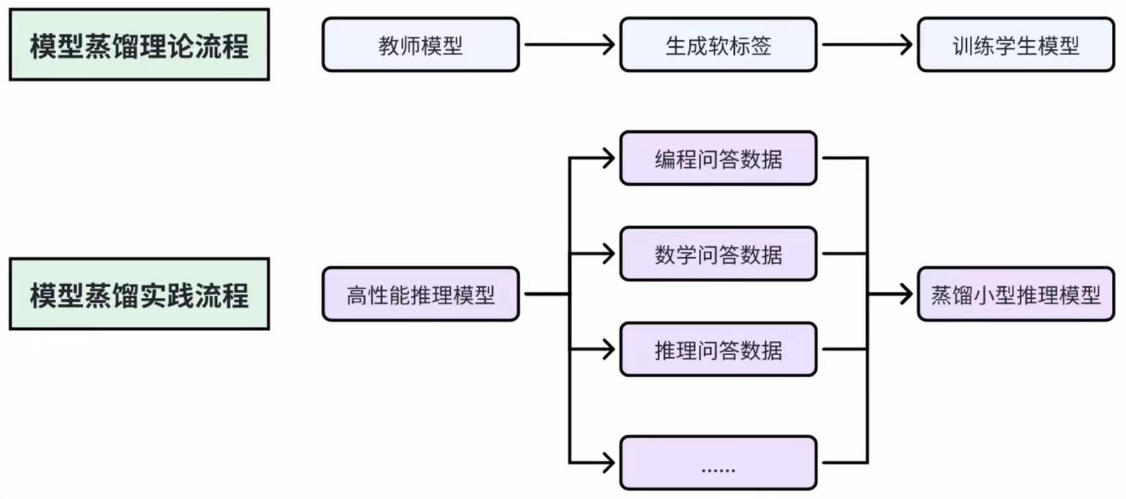 模型蒸馏理论流程
教师模型
生成软标签
训练学生模型
模型蒸馏实践流程
高性能推理模型
编程问答数据
数学问答数据
推理问答数据
......
蒸馏小型推理模型